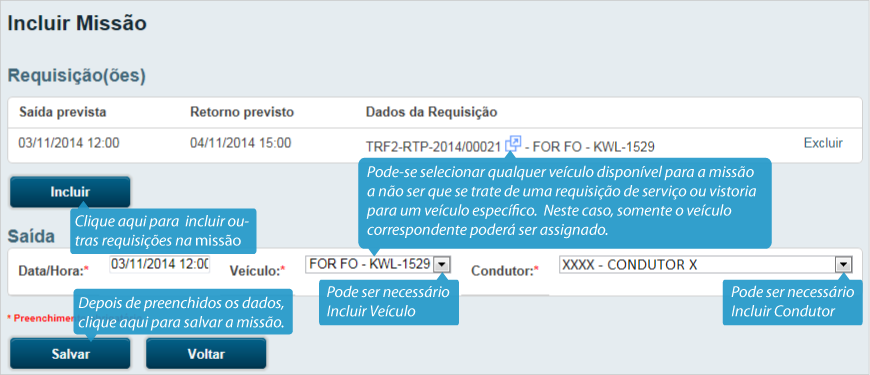 Incluir Missão
Requisição(ões)
Saída prevista Retorno previsto Dados da Requisição
03/11/2014 12:00 04/11/2014 15:00 TRF2-RTP-2014/00021 - FOR FO - KWL-1529 Excluir
Pode-se selecionar qualquer veículo disponível para a missão
a não ser que se trate de uma requisição de serviço ou vistoria
para um veículo específico. Neste caso, somente o veículo
correspondente poderá ser assignado.
Incluir
Clique aqui para incluir ou-
tras requisições na missão
Saída
Data/Hora:* 03/11/2014 12:00 Veículo:* FOR FO - KWL-1529 Condutor:* XXXX - CONDUTOR X
Depois de preenchidos os dados,
clique aqui para salvar a missão.
Pode ser necessário
Incluir Veículo
Pode ser necessário
Incluir Condutor
* Preenchim
Salvar Voltar